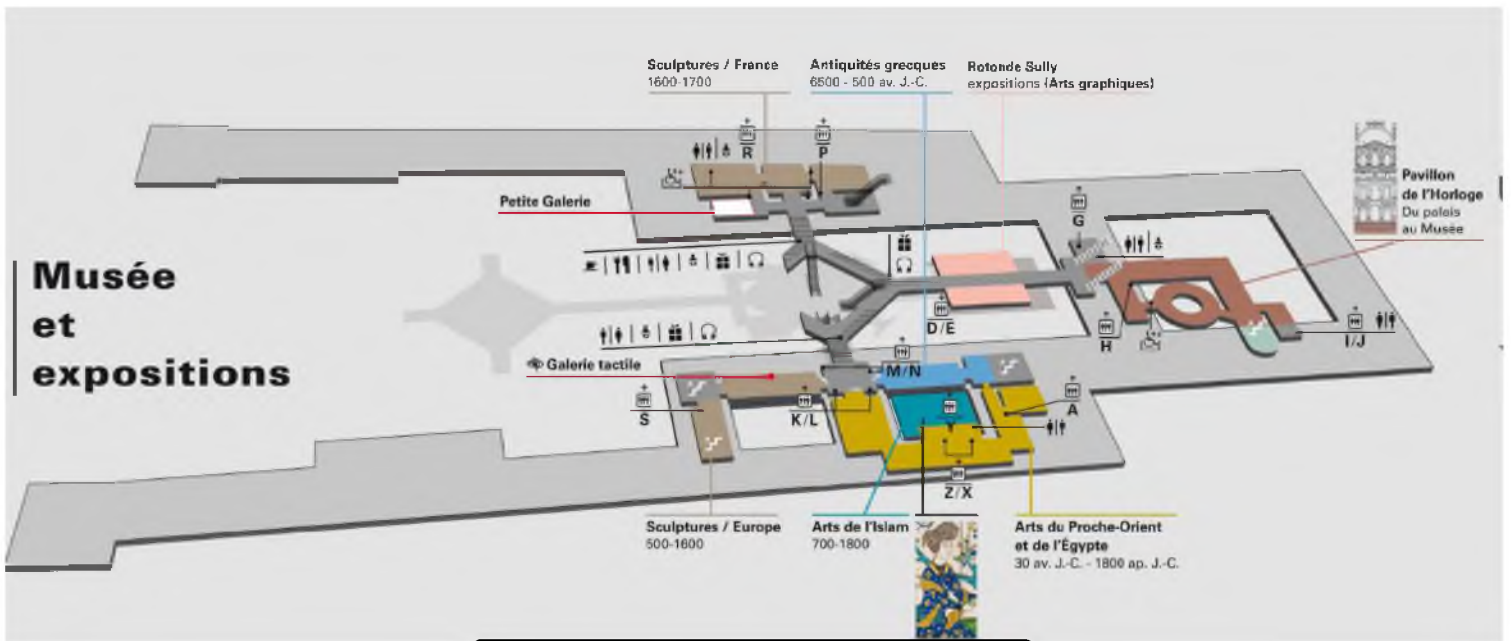 Sculptures / France
1600-1700
Antiquités grecques
6500 - 500 av. J.-C.
Rotonde Sully
expositions (Arts graphiques)
R
P
Pavillon
de l'Horloge
Du palais
au Musée
Petite Galerie
G
Musée
et
expositions
D/E
H
I/J
Galerie tactile
M/N
S
K/L
A
Z/X
Sculptures / Europe
500-1600
Arts de l'Islam
700-1800
Arts du Proche-Orient
et de l'Égypte
30 av. J.-C. - 1800 ap. J.-C.